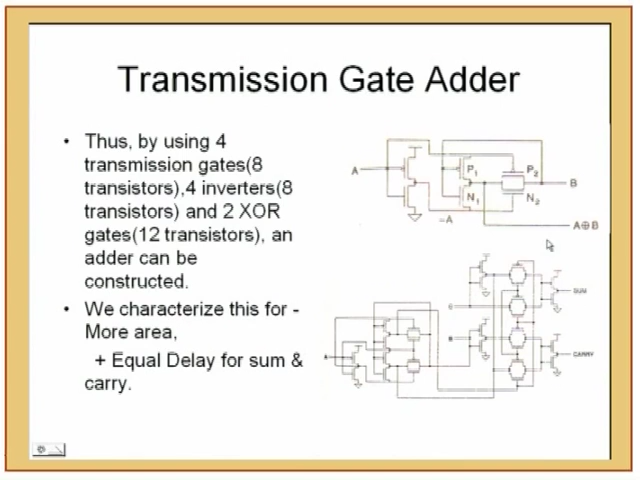 Transmission Gate Adder
• Thus, by using 4
transmission gates(8
transistors),4 inverters(8
transistors) and 2 XOR
gates(12 transistors), an
adder can be
constructed.
• We characterize this for -
More area,
+ Equal Delay for sum &
carry.
A
P1
P2
B
N1
N2
-A
A⊕B
C
SUM
A
B
CARRY